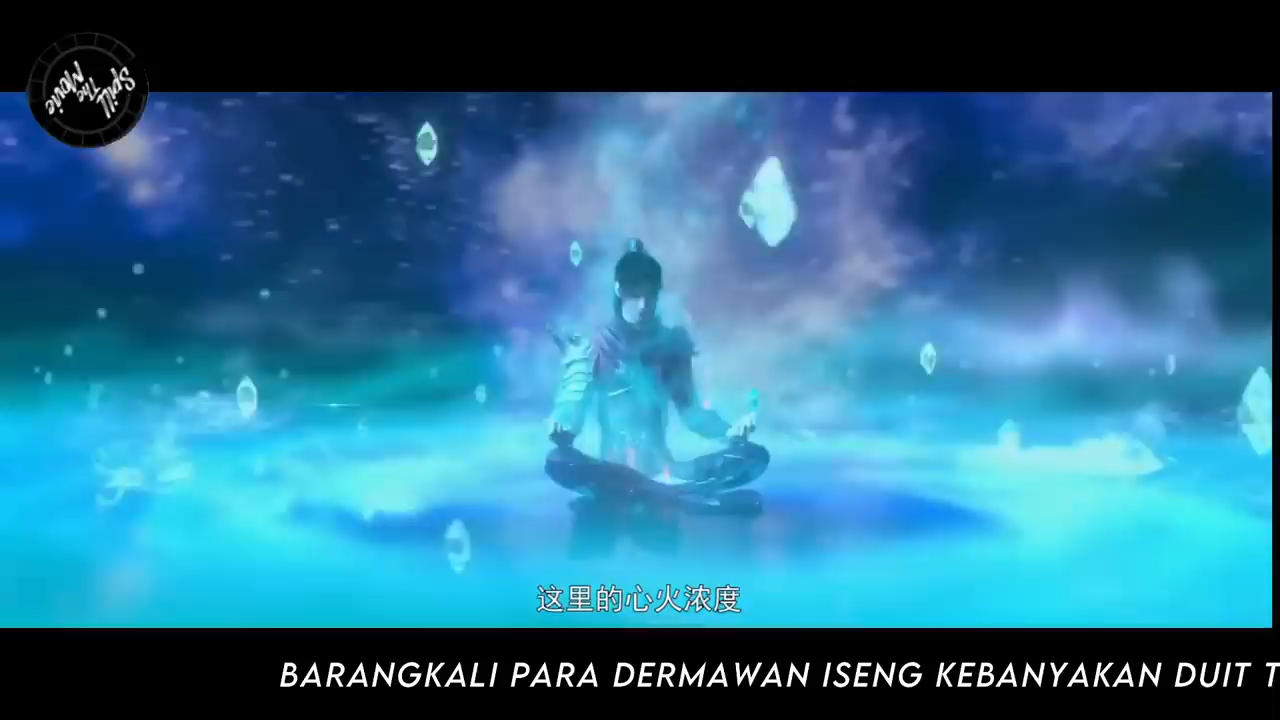 Spill
The
Movie
这里的心火浓度
BARANGKALI PARA DERMAWAN ISENG KEBANYAKAN DUIT T